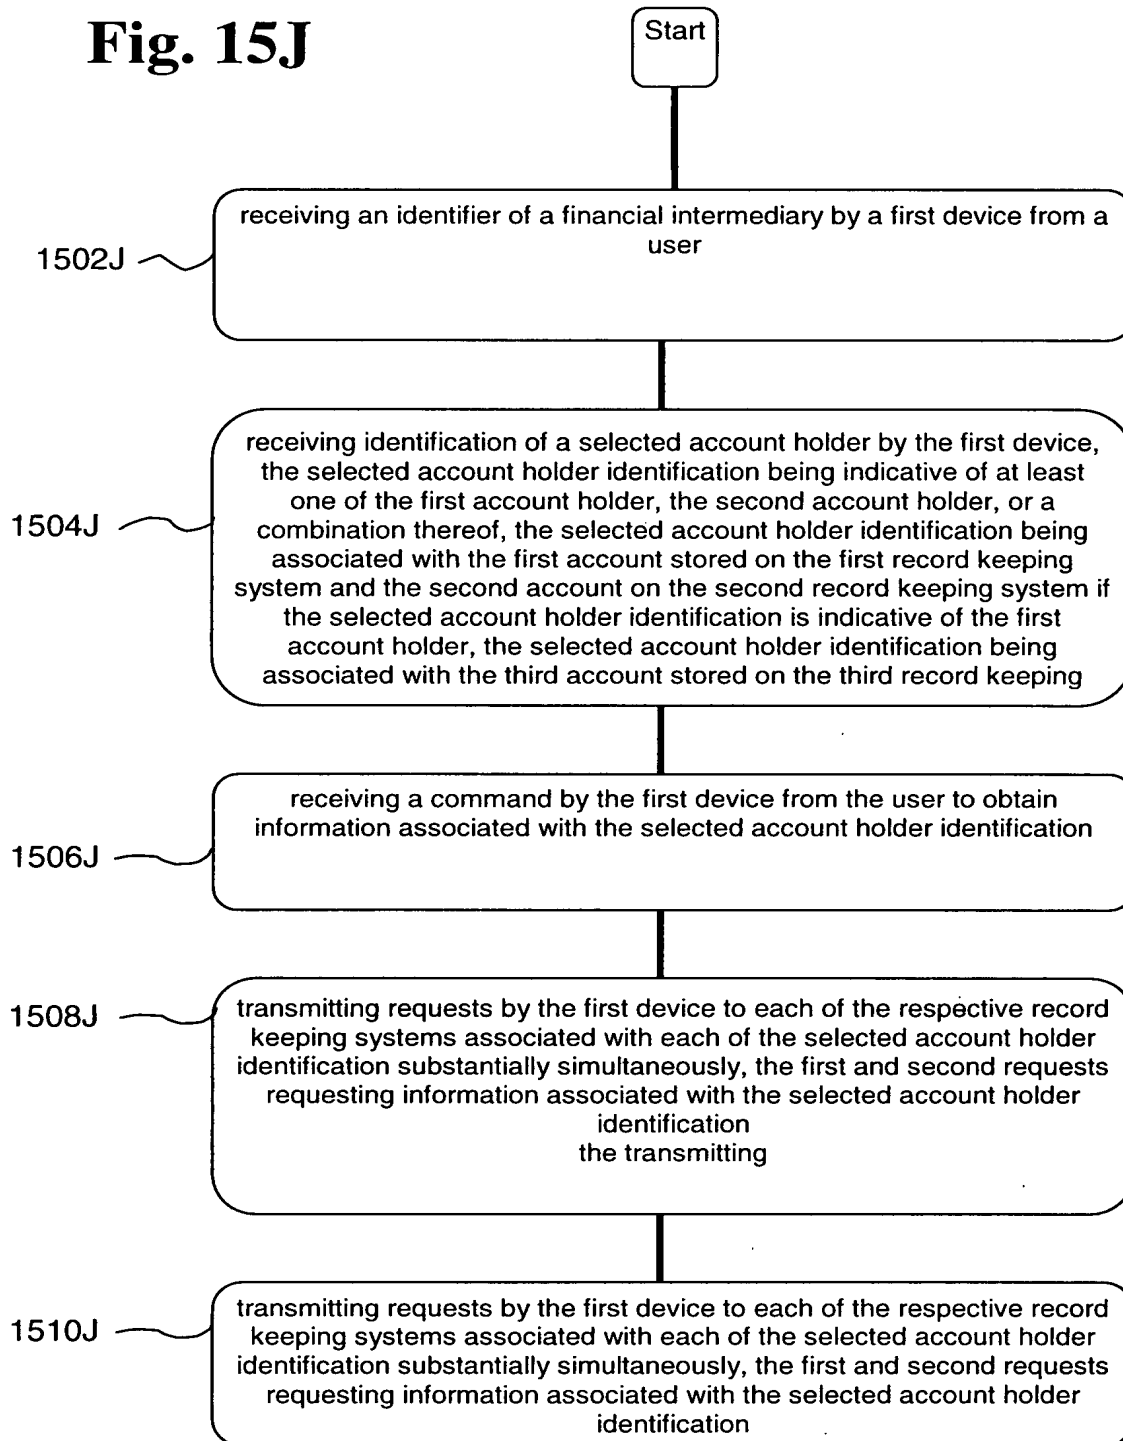 Fig. 15J
Start
receiving an identifier of a financial intermediary by a first device from a
user
1502J
receiving identification of a selected account holder by the first device,
the selected account holder identification being indicative of at least
one of the first account holder, the second account holder, or a
combination thereof, the selected account holder identification being
associated with the first account stored on the first record keeping
system and the second account on the second record keeping system if
the selected account holder identification is indicative of the first
account holder, the selected account holder identification being
associated with the third account stored on the third record keeping
1504J
receiving a command by the first device from the user to obtain
information associated with the selected account holder identification
1506J
transmitting requests by the first device to each of the respective record
keeping systems associated with each of the selected account holder
identification substantially simultaneously, the first and second requests
requesting information associated with the selected account holder
identification
the transmitting
1508J
transmitting requests by the first device to each of the respective record
keeping systems associated with each of the selected account holder
identification substantially simultaneously, the first and second requests
requesting information associated with the selected account holder
identification
1510J